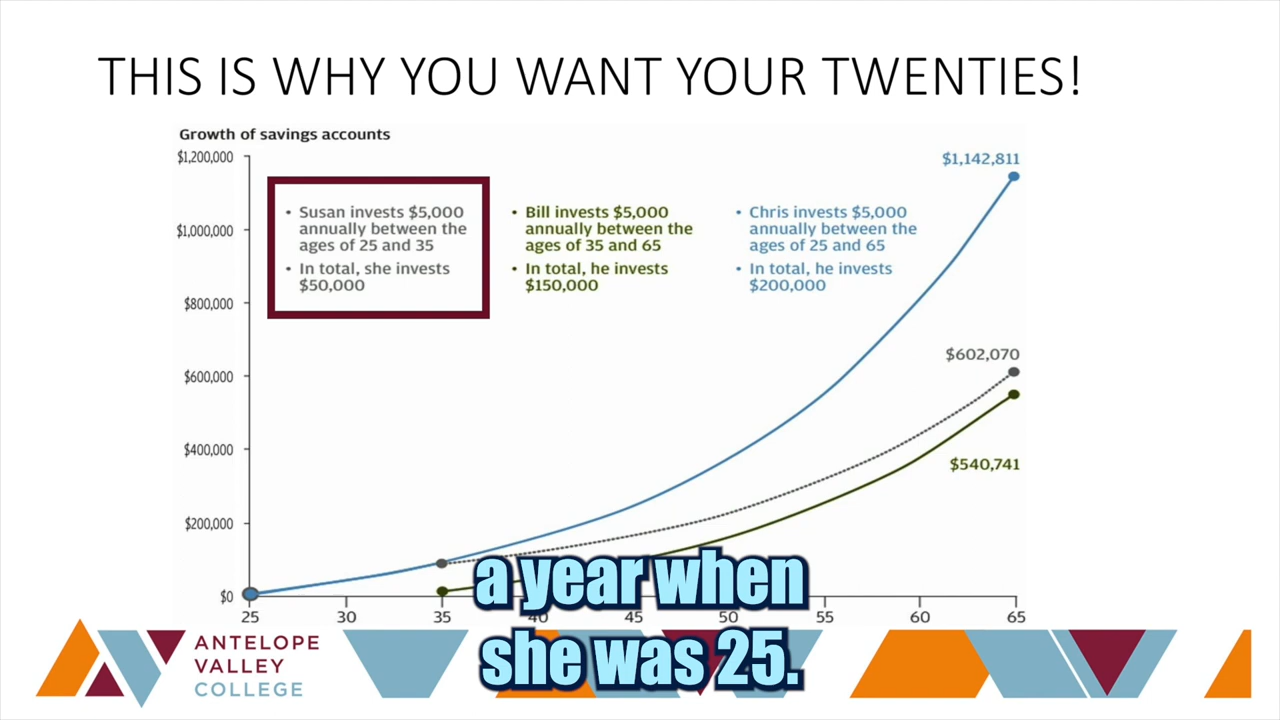 THIS IS WHY YOU WANT YOUR TWENTIES!
Growth of savings accounts
$1,200,000
$1,000,000
$800,000
$600,000
$400,000
$200,000
$0
• Susan invests $5,000
annually between the
ages of 25 and 35
• In total, she invests
$50,000
• Bill invests $5,000
annually between the
ages of 35 and 65
• In total, he invests
$150,000
• Chris invests $5,000
annually between the
ages of 25 and 65
• In total, he invests
$200,000
$1,142,811
$602,070
$540,741
25 30 35 40 45 50 55 60 65
a year when
she was 25.
ANTELOPE
VALLEY
COLLEGE